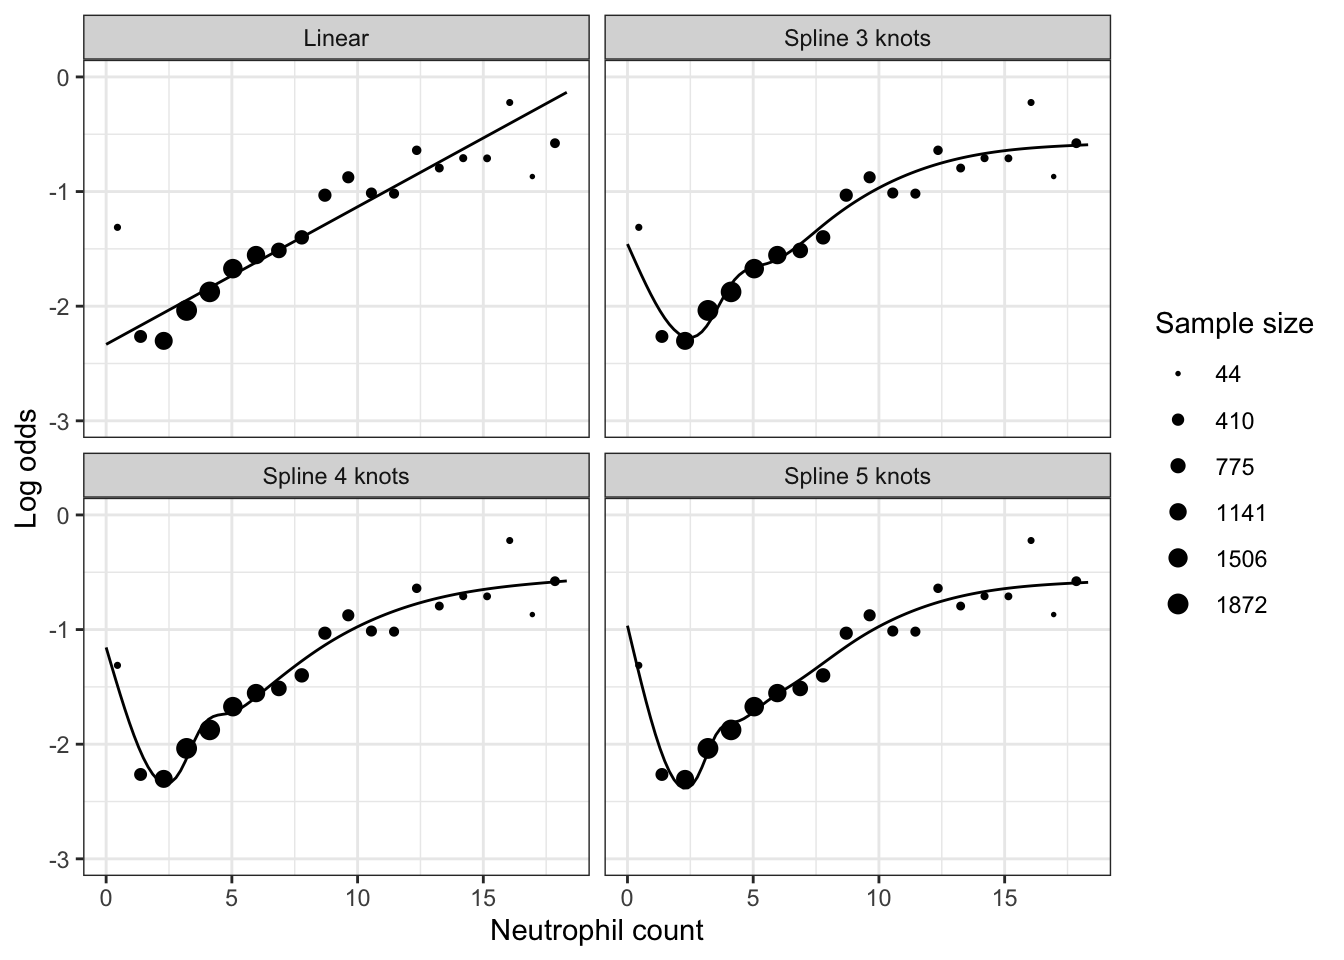 Linear
Spline 3 knots
0
-1
-2
-3
Spline 4 knots
Spline 5 knots
0
-1
-2
-3
0 5 10 15
0 5 10 15
Neutrophil count
Log odds
Sample size
44
410
775
1141
1506
1872